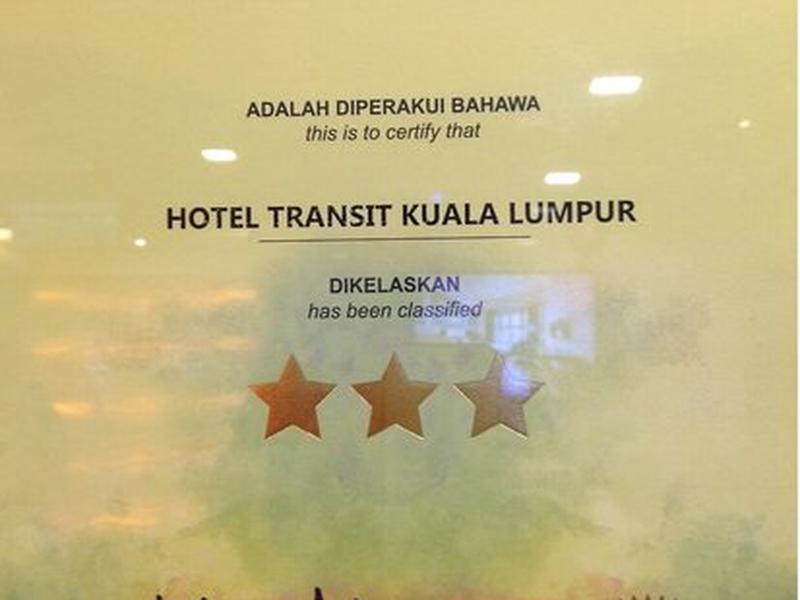 ADALAH DIPERAKUI BAHAWA
this is to certify that
HOTEL TRANSIT KUALA LUMPUR
DIKELASKAN
has been classified